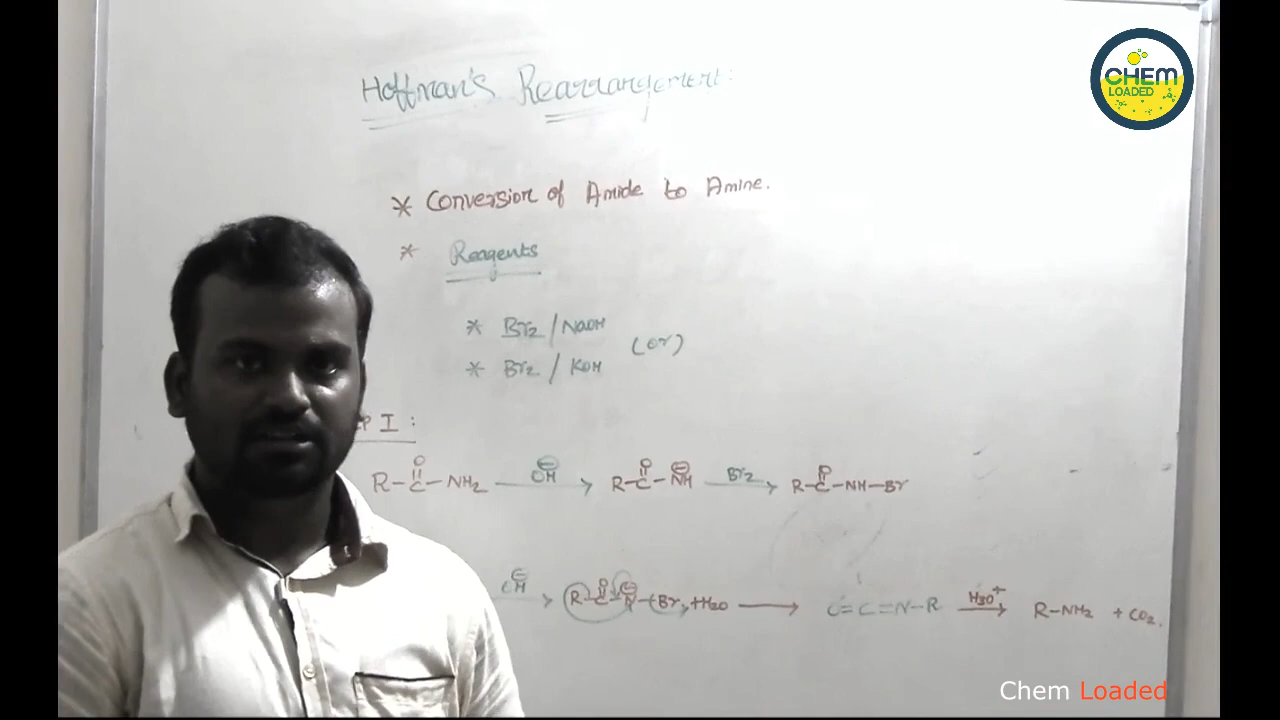 CHEM
LOADED
Hoffman's Rearrangement:
* Conversion of Amide to Amine.
* Reagents
* Br2 / NaOH
(or)
* Br2 / KOH
P I :
O
R-C-NH2 OH⊖ → R-C-NH⊖ Br2 → R-C-NH-Br
OH⊖ → R-C-N⊖-Br, +H2O → O=C=N-R H3O+ → R-NH2 + CO2.
Chem Loaded